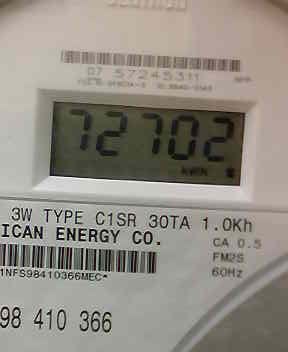 07 57245311
72702
kWh
3W TYPE C1SR 30TA 1.0Kh
ICAN ENERGY CO.
CA 0.5
FM2S
60Hz
1NFS98410366MEC*
98 410 366